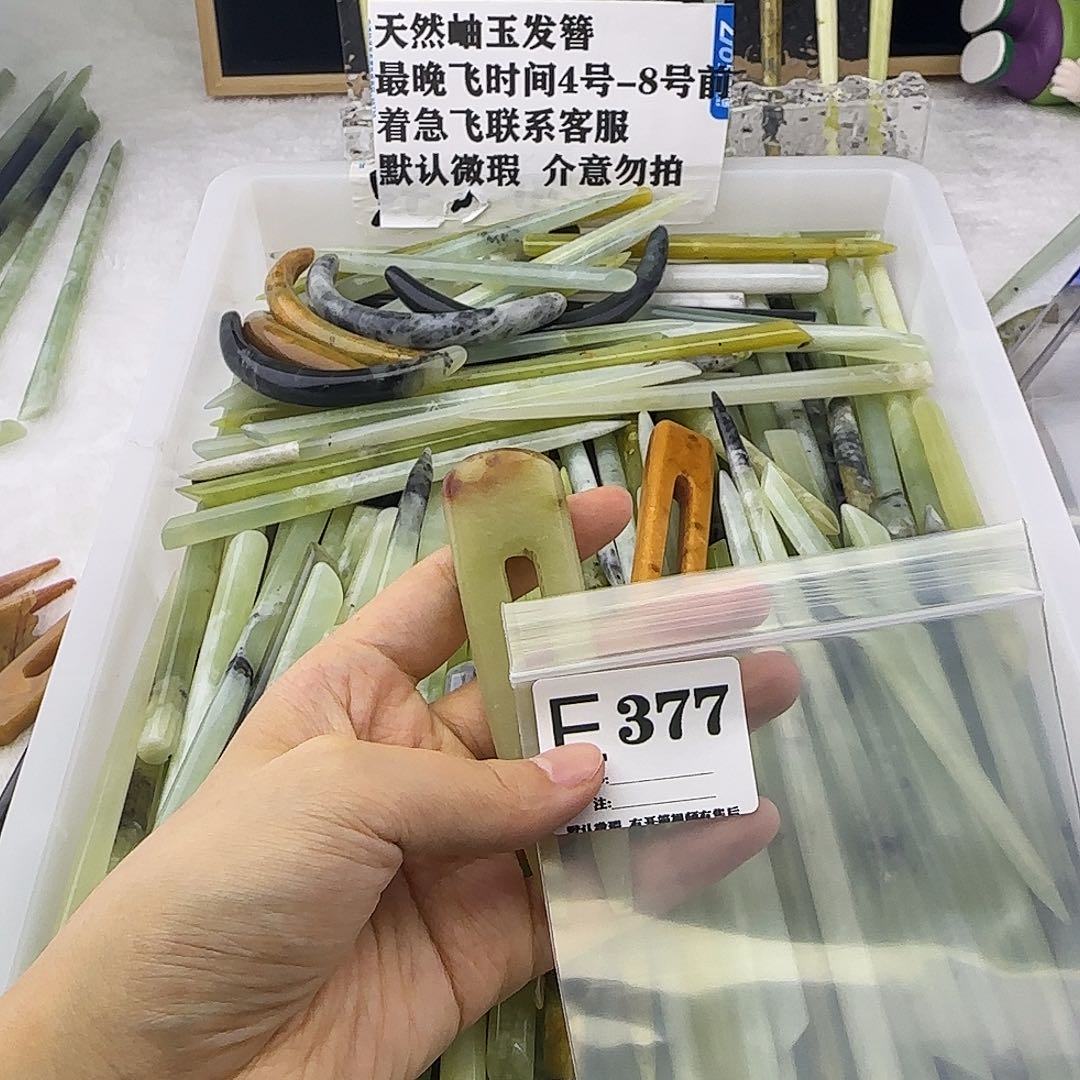 天然岫玉发簪
最晚飞时间4号-8号前
着急飞联系客服
默认微瑕 介意勿拍
E377
注: